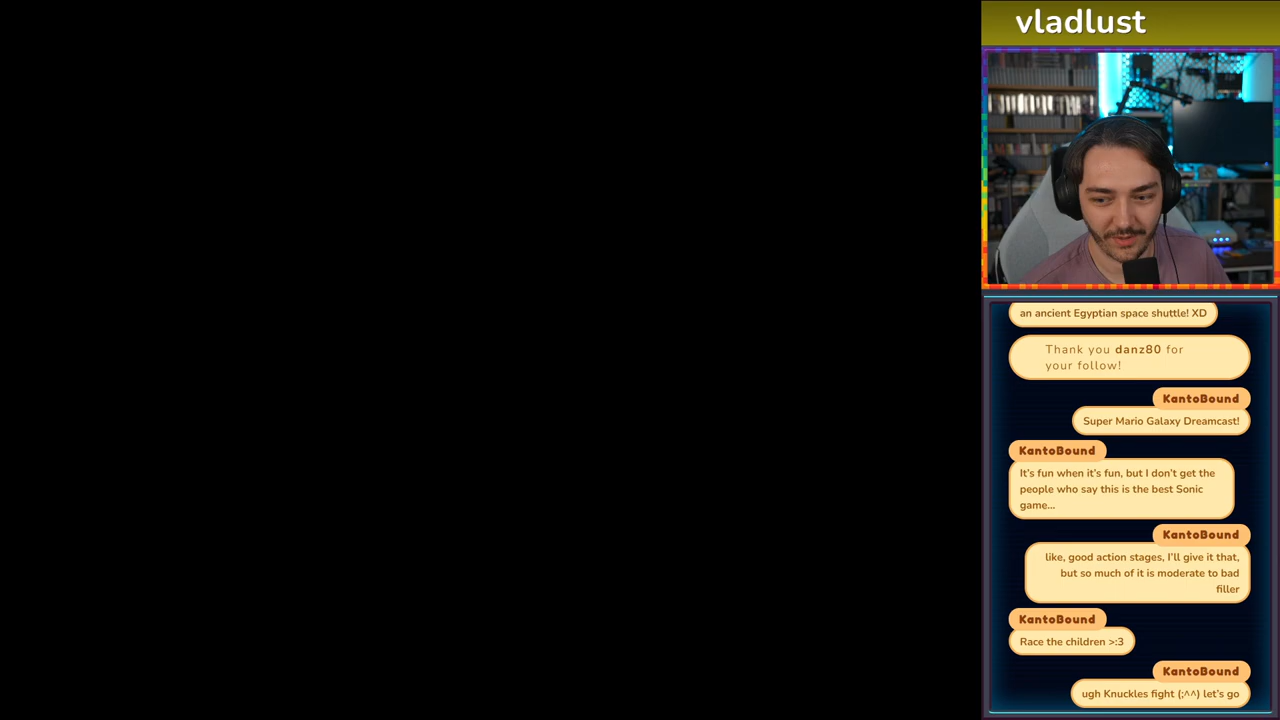 vladlust
an ancient Egyptian space shuttle! XD
Thank you danz80 for
your follow!
KantoBound
Super Mario Galaxy Dreamcast!
KantoBound
It's fun when it's fun, but I don't get the
people who say this is the best Sonic
game...
KantoBound
like, good action stages, I'll give it that,
but so much of it is moderate to bad
filler
KantoBound
Race the children >:3
KantoBound
ugh Knuckles fight (;^^) let's go